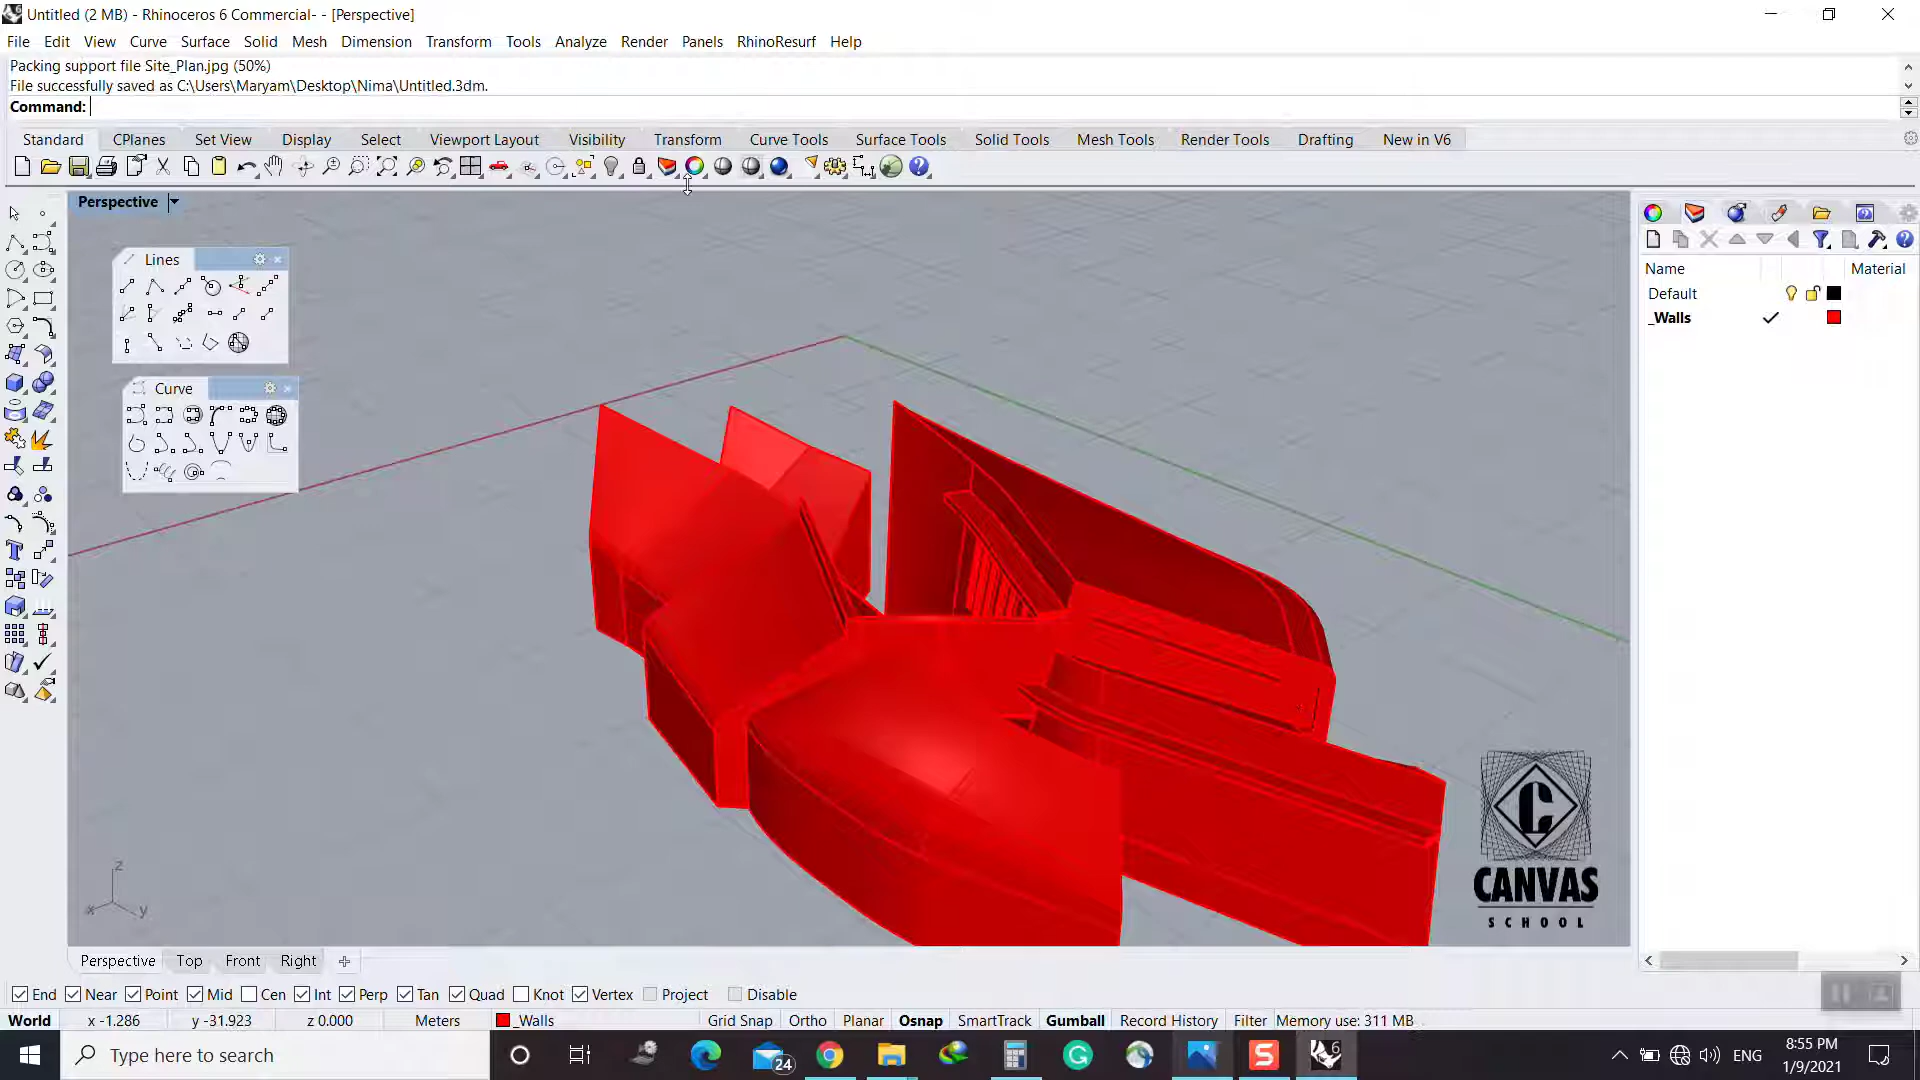 Untitled (2 MB) - Rhinoceros 6 Commercial- - [Perspective]
File Edit View Curve Surface Solid Mesh Dimension Transform Tools Analyze Render Panels RhinoResurf Help
Packing support file Site_Plan.jpg (50%)
File successfully saved as C:\Users\Maryam\Desktop\Nima\Untitled.3dm.
Command:
Standard CPlanes Set View Display Select Viewport Layout Visibility Transform Curve Tools Surface Tools Solid Tools Mesh Tools Render Tools Drafting New in V6
Perspective
Lines
Curve
Name Material
Default
_Walls
z
x y
CANVAS
SCHOOL
Perspective Top Front Right
End Near Point Mid Cen Int Perp Tan Quad Knot Vertex Project Disable
World x -1.286 y -31.923 z 0.000 Meters _Walls Grid Snap Ortho Planar Osnap SmartTrack Gumball Record History Filter Memory use: 311 MB
Type here to search
24
ENG
8:55 PM
1/9/2021